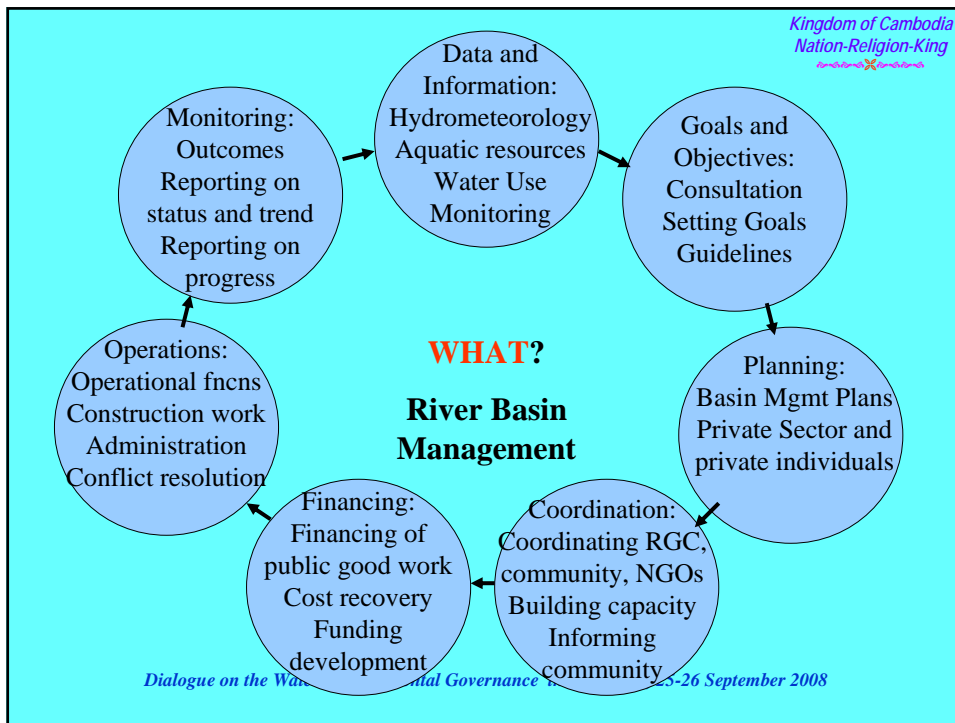 Kingdom of Cambodia
Nation-Religion-King
Data and
Information:
Hydrometeorology
Aquatic resources
Water Use
Monitoring
Goals and
Objectives:
Consultation
Setting Goals
Guidelines
Planning:
Basin Mgmt Plans
Private Sector and
private individuals
Coordination:
Coordinating RGC,
community, NGOs
Building capacity
Informing
community
Financing:
Financing of
public good work
Cost recovery
Funding
development
Operations:
Operational fncns
Construction work
Administration
Conflict resolution
Monitoring:
Outcomes
Reporting on
status and trend
Reporting on
progress
WHAT?
River Basin
Management
Dialogue on the Governance 25-26 September 2008